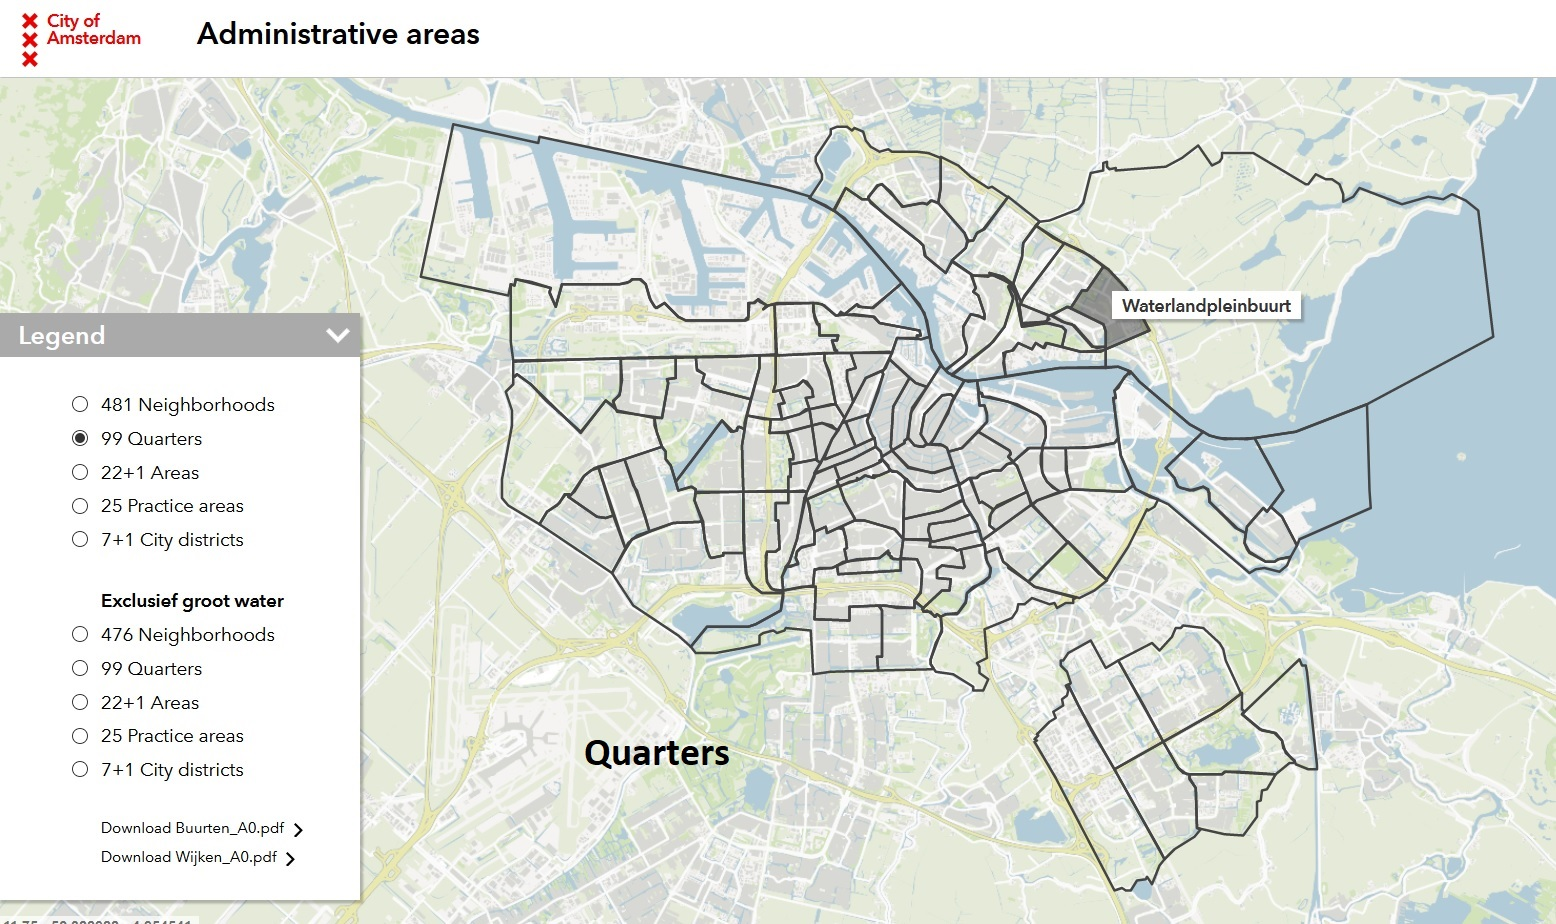 City of
Amsterdam
Administrative areas
Waterlandpleinbuurt
Legend
481 Neighborhoods
99 Quarters
22+1 Areas
25 Practice areas
7+1 City districts
Exclusief groot water
476 Neighborhoods
99 Quarters
22+1 Areas
25 Practice areas
7+1 City districts
Download Buurten_A0.pdf
Download Wijken_A0.pdf
Quarters